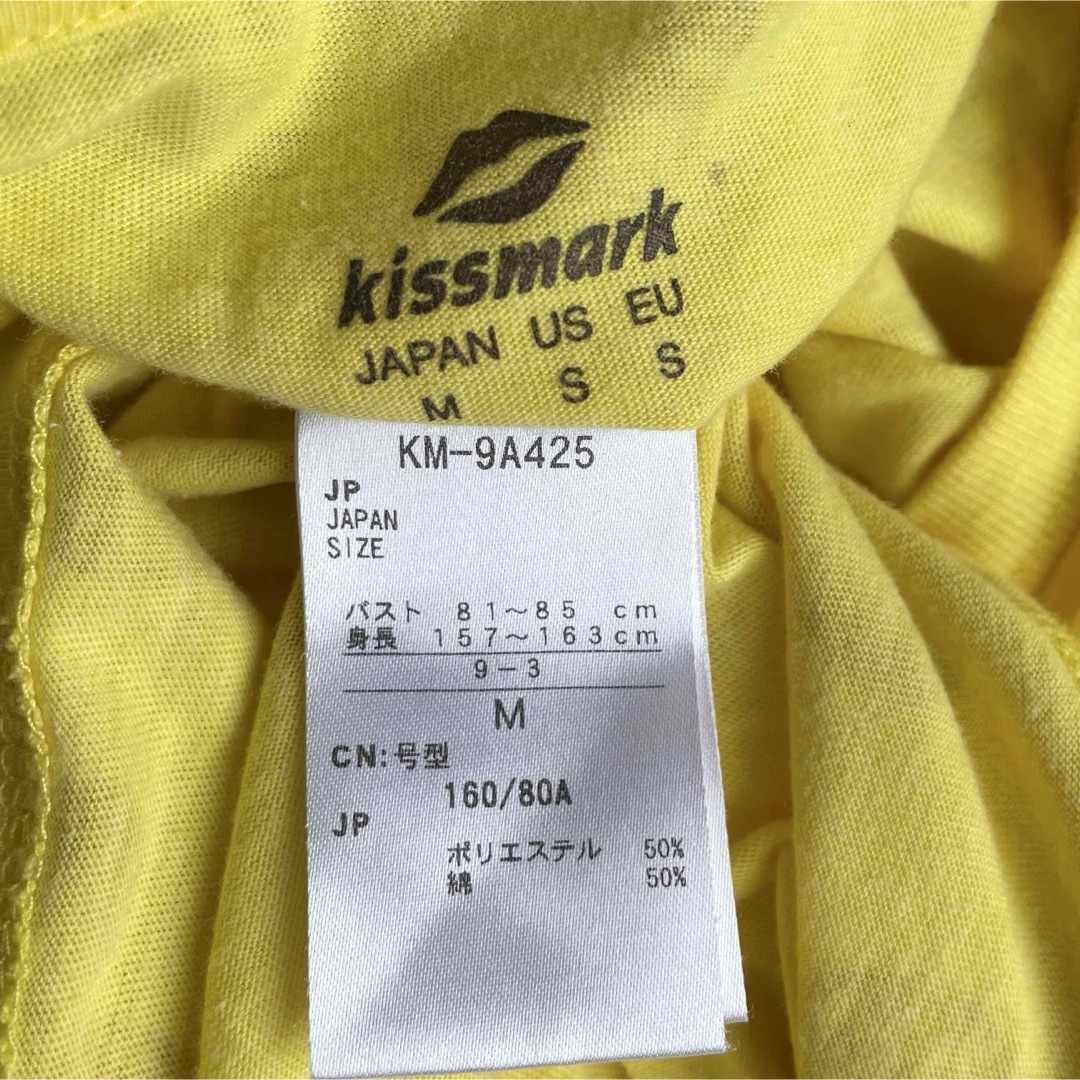 kissmark
JAPAN US EU
M S S
KM-9A425
JP
JAPAN
SIZE
バスト 81～85 cm
身長 157～163cm
9-3
M
CN:号型
160/80A
JP
ポリエステル 50%
綿 50%